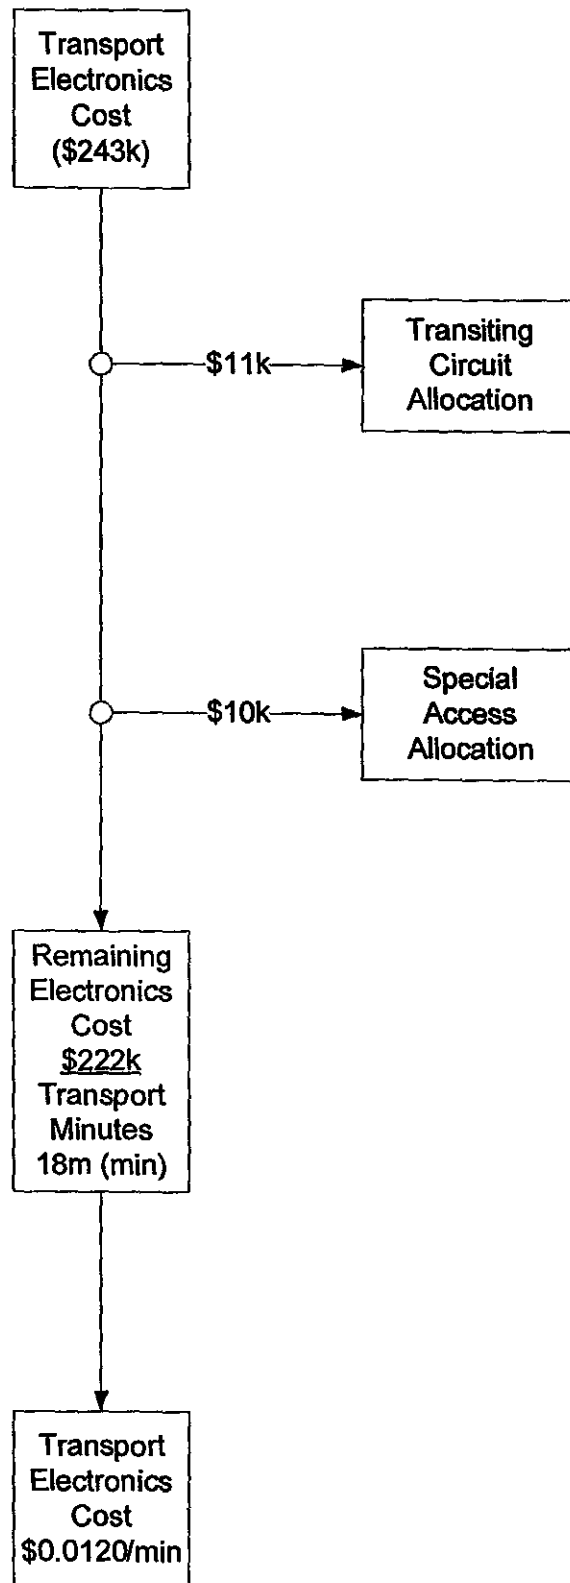 Transport
Electronics
Cost
($243k)
$11k
Transiting
Circuit
Allocation
$10k
Special
Access
Allocation
Remaining
Electronics
Cost
$222k
Transport
Minutes
18m (min)
Transport
Electronics
Cost
$0.0120/min